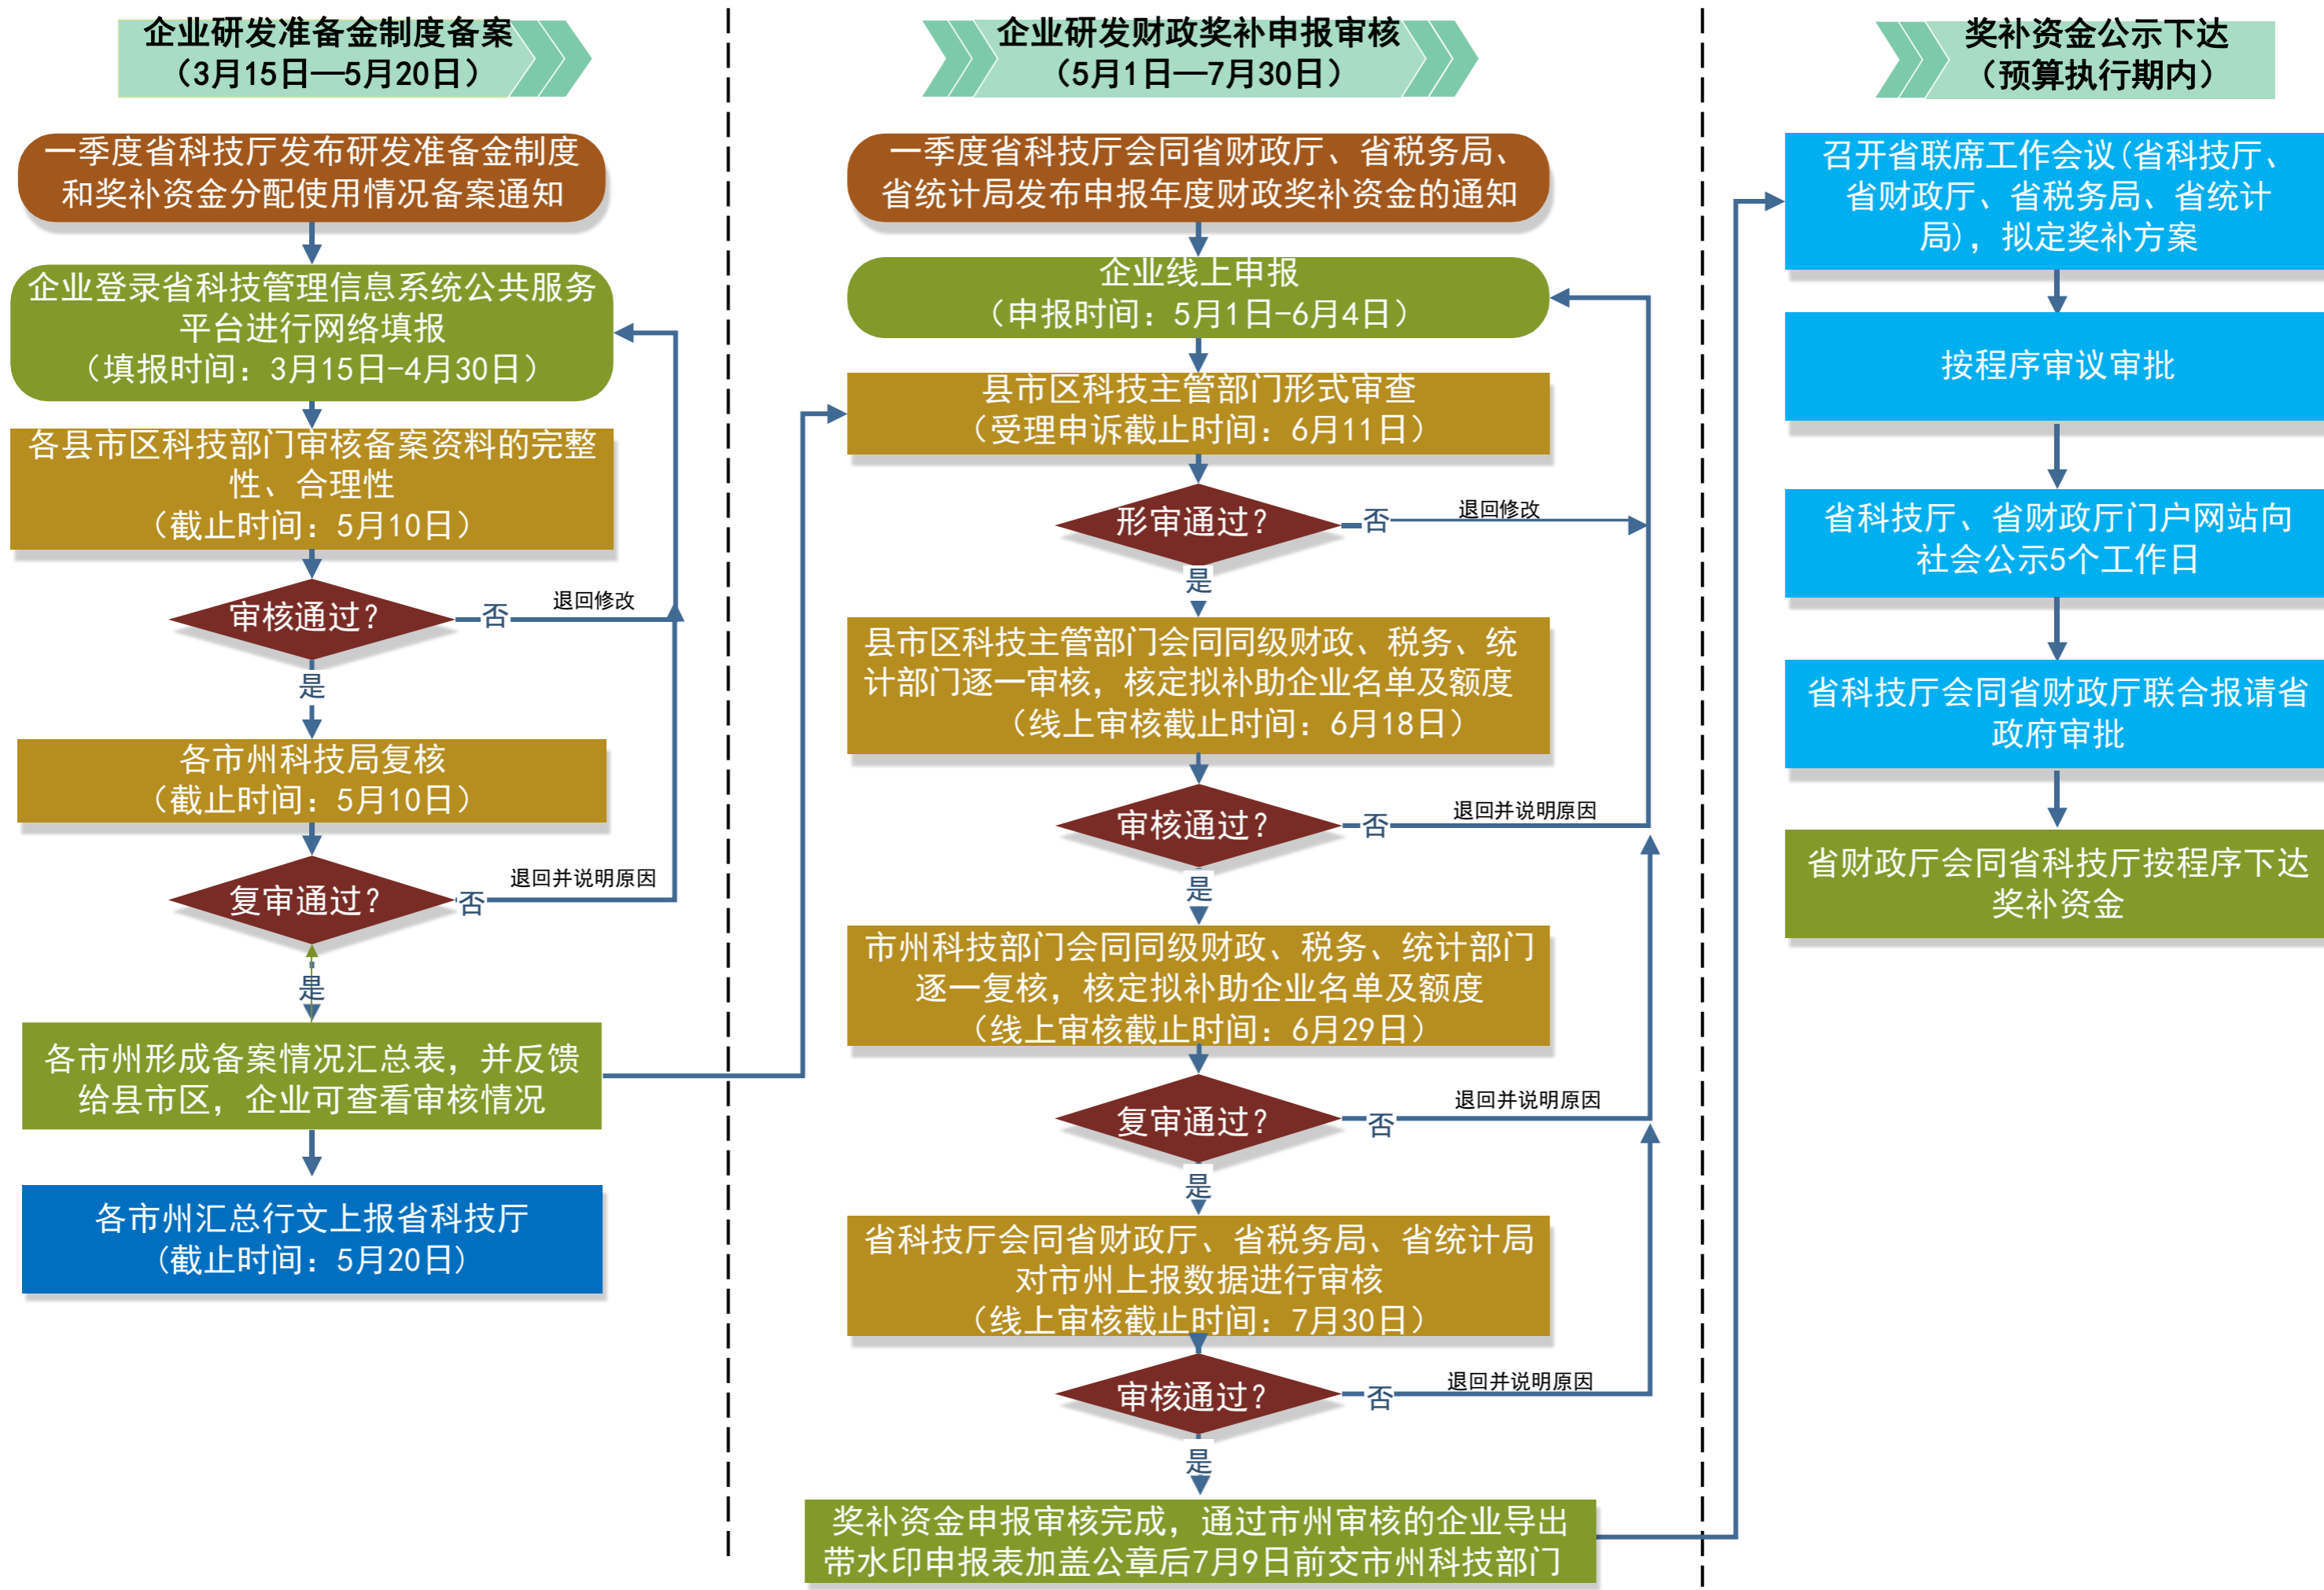 企业研发准备金制度备案
（3月15日—5月20日）
一季度省科技厅发布研发准备金制度
和奖补资金分配使用情况备案通知
企业登录省科技管理信息系统公共服务
平台进行网络填报
（填报时间：3月15日-4月30日）
各县市区科技部门审核备案资料的完整
性、合理性
（截止时间：5月10日）
审核通过？
否
退回修改
是
各市州科技局复核
（截止时间：5月10日）
复审通过？
否
退回并说明原因
是
各市州形成备案情况汇总表，并反馈
给县市区，企业可查看审核情况
各市州汇总行文上报省科技厅
(截止时间：5月20日)
企业研发财政奖补申报审核
（5月1日—7月30日）
一季度省科技厅会同省财政厅、省税务局、
省统计局发布申报年度财政奖补资金的通知
企业线上申报
（申报时间：5月1日-6月4日）
县市区科技主管部门形式审查
（受理申诉截止时间：6月11日）
形审通过？
否
退回修改
是
县市区科技主管部门会同同级财政、税务、统
计部门逐一审核，核定拟补助企业名单及额度
（线上审核截止时间：6月18日）
审核通过？
否
退回并说明原因
是
市州科技部门会同同级财政、税务、统计部门
逐一复核，核定拟补助企业名单及额度
（线上审核截止时间：6月29日）
复审通过？
否
退回并说明原因
是
省科技厅会同省财政厅、省税务局、省统计局
对市州上报数据进行审核
（线上审核截止时间：7月30日）
审核通过？
否
退回并说明原因
是
奖补资金申报审核完成，通过市州审核的企业导出
带水印申报表加盖公章后7月9日前交市州科技部门
奖补资金公示下达
（预算执行期内）
召开省联席工作会议(省科技厅、
省财政厅、省税务局、省统计
局)，拟定奖补方案
按程序审议审批
省科技厅、省财政厅门户网站向
社会公示5个工作日
省科技厅会同省财政厅联合报请省
政府审批
省财政厅会同省科技厅按程序下达
奖补资金